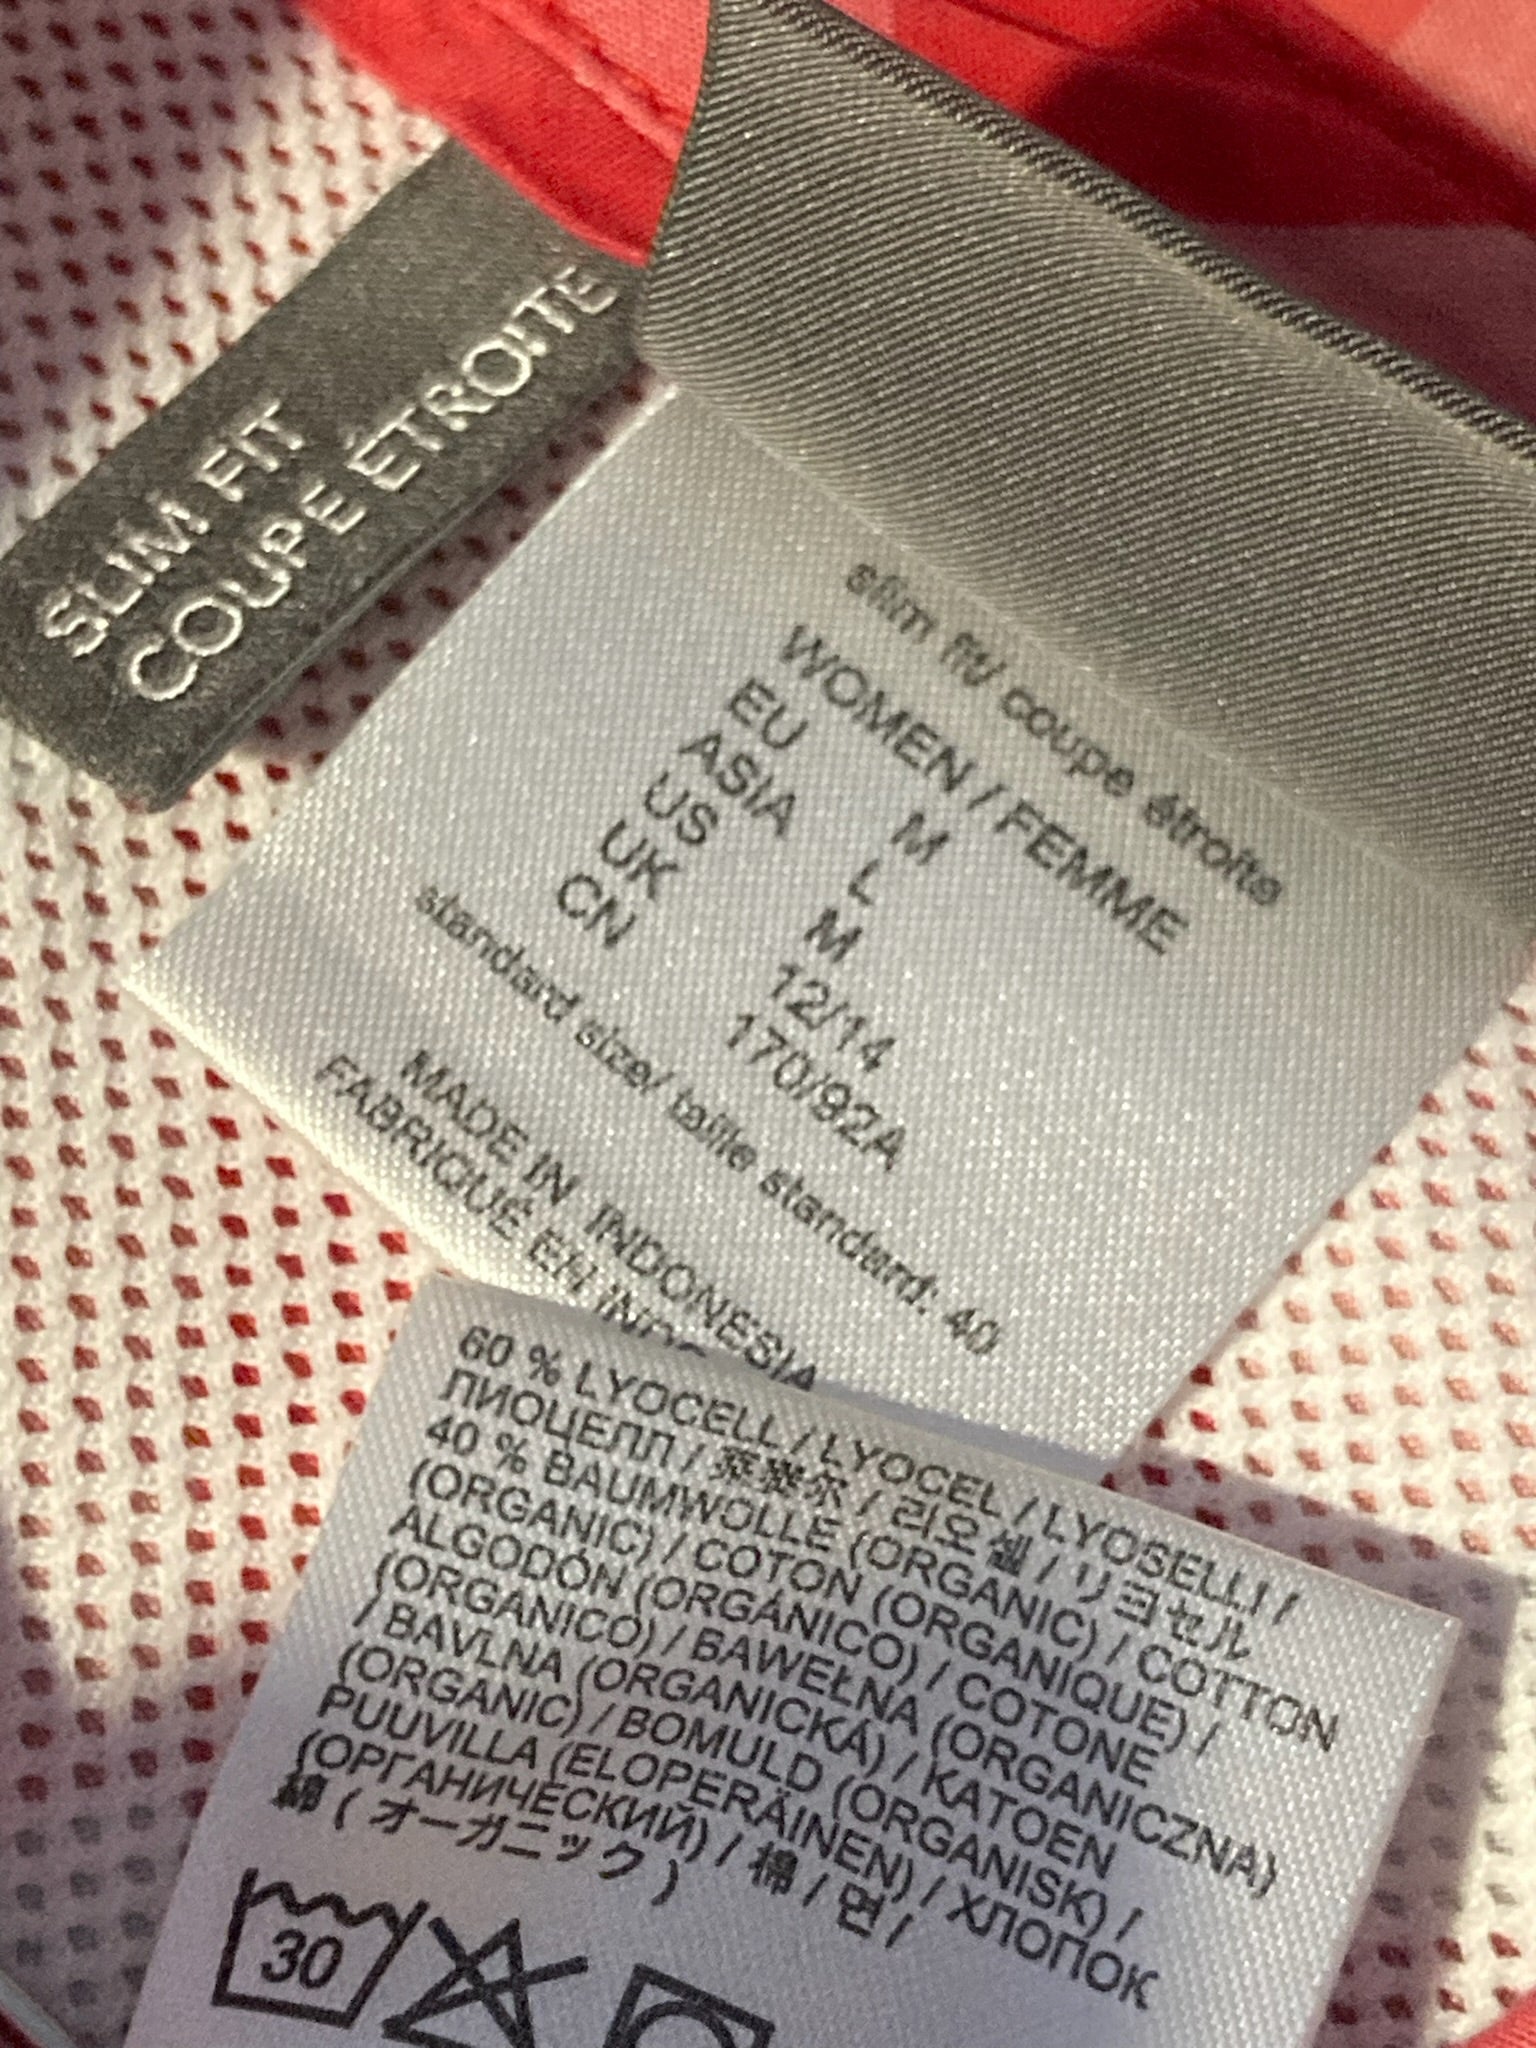 SLIM FIT
COUPE ÉTROITE
slim fit/ coupe étroite
WOMEN / FEMME
EU M
ASIA L
US M
UK 12/14
CN 170/92A
standard size/ taille standard: 40
MADE IN INDONESIA
FABRIQUÉ EN
60 % LYOCELL / LYOCEL / LYOSELLI /
ЛИОЦЕЛЛ / 莱赛尔 / 리오셀 / リヨセル
40 % BAUMWOLLE (ORGANIC) / COTTON
(ORGANIC) / COTON (ORGANIQUE) /
ALGODÓN (ORGÁNICO) / COTONE
(ORGANICO) / BAWEŁNA (ORGANICZNA)
/ BAVLNA (ORGANICKÁ) / KATOEN
(ORGANIC) / BOMULD (ORGANISK) /
PUUVILLA (ELOPERÄINEN) / ХЛОПОК
(ОРГАНИЧЕСКИЙ) / 棉 / 면 /
綿 ( オーガニック )
30